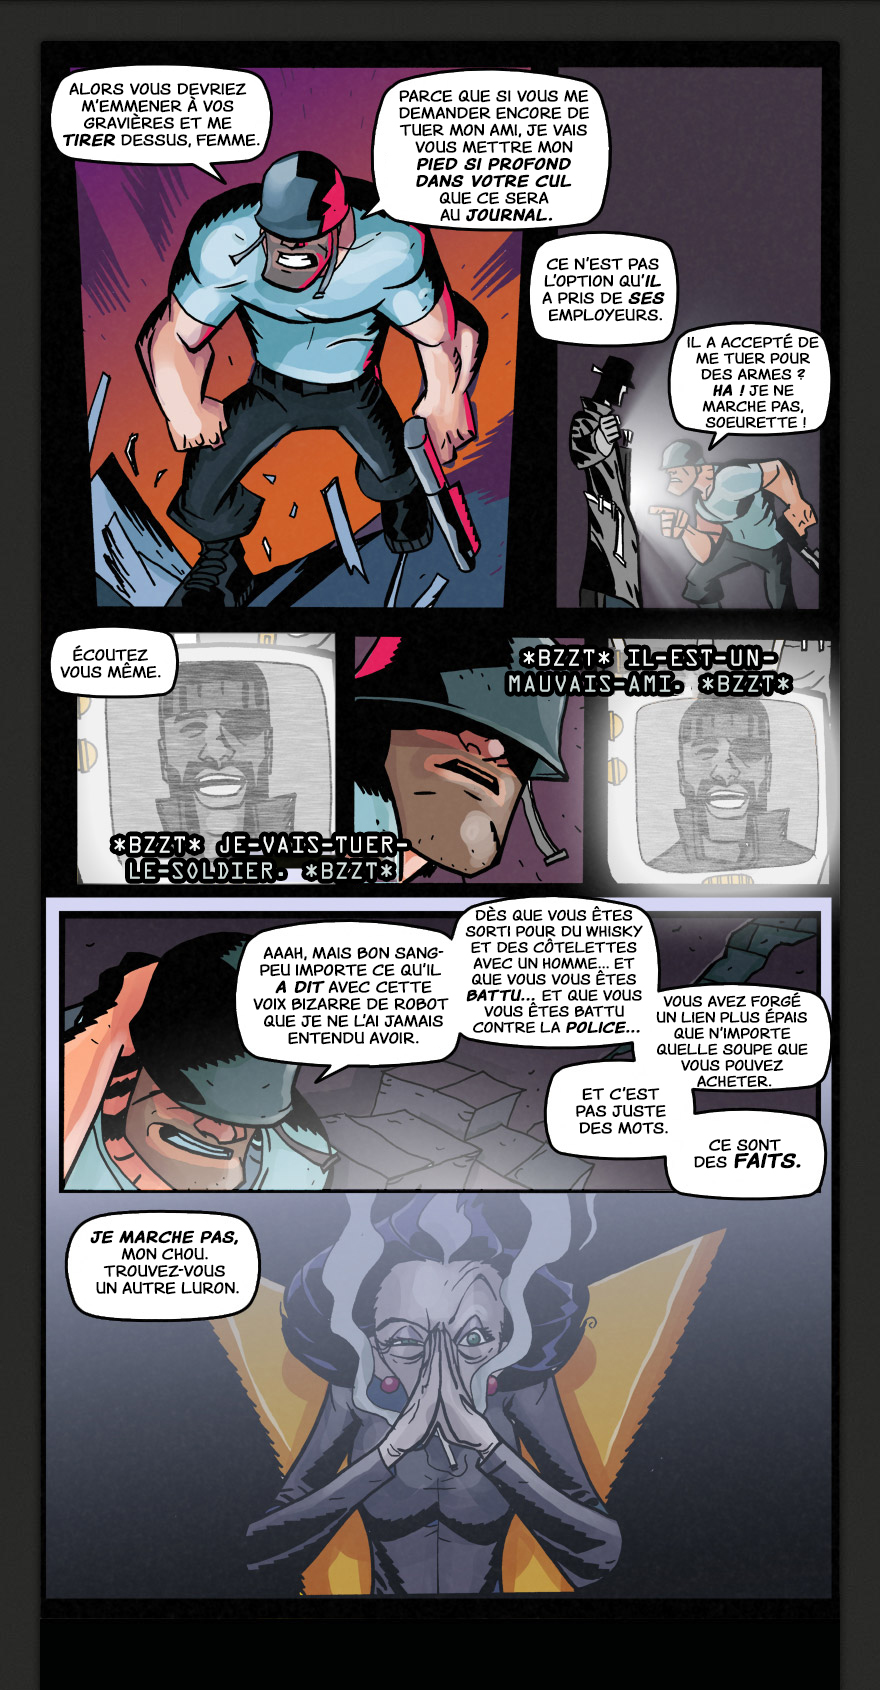 ALORS VOUS DEVRIEZ
M'EMMENER À VOS
GRAVIÈRES ET ME
TIRER DESSUS, FEMME.
PARCE QUE SI VOUS ME
DEMANDER ENCORE DE
TUER MON AMI, JE VAIS
VOUS METTRE MON
PIED SI PROFOND
DANS VOTRE CUL
QUE CE SERA
AU JOURNAL.
CE N'EST PAS
L'OPTION QU'IL
A PRIS DE SES
EMPLOYEURS.
IL A ACCEPTÉ DE
ME TUER POUR
DES ARMES ?
HA ! JE NE
MARCHE PAS,
SOEURETTE !
ÉCOUTEZ
VOUS MÊME.
*BZZT* JE-VAIS-TUER-
LE-SOLDIER. *BZZT*
*BZZT* IL-EST-UN-
MAUVAIS-AMI. *BZZT*
AAAH, MAIS BON SANG-
PEU IMPORTE CE QU'IL
A DIT AVEC CETTE
VOIX BIZARRE DE ROBOT
QUE JE NE L'AI JAMAIS
ENTENDU AVOIR.
DÈS QUE VOUS ÊTES
SORTI POUR DU WHISKY
ET DES CÔTELETTES
AVEC UN HOMME... ET
QUE VOUS VOUS ÊTES
BATTU... ET QUE VOUS
VOUS ÊTES BATTU
CONTRE LA POLICE...
VOUS AVEZ FORGÉ
UN LIEN PLUS ÉPAIS
QUE N'IMPORTE
QUELLE SOUPE QUE
VOUS POUVEZ
ACHETER.
ET C'EST
PAS JUSTE
DES MOTS.
CE SONT
DES FAITS.
JE MARCHE PAS,
MON CHOU.
TROUVEZ-VOUS
UN AUTRE LURON.